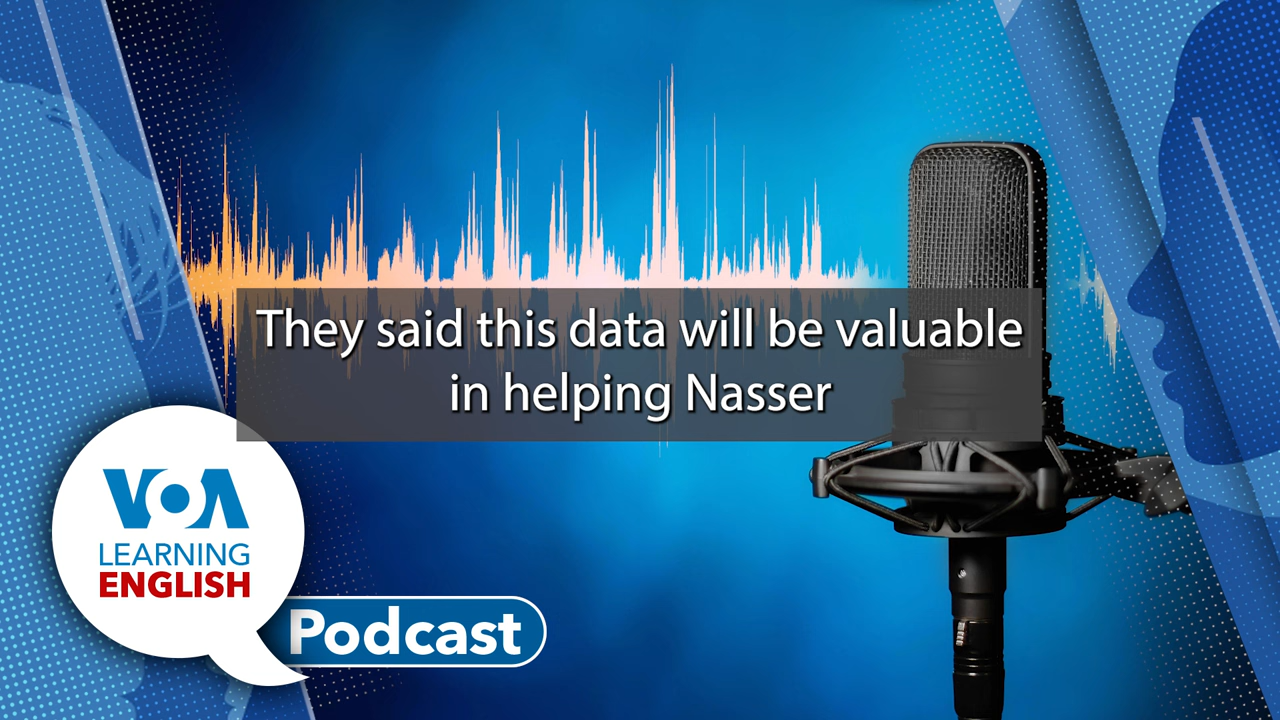 They said this data will be valuable
in helping Nasser
VOA
LEARNING
ENGLISH
Podcast